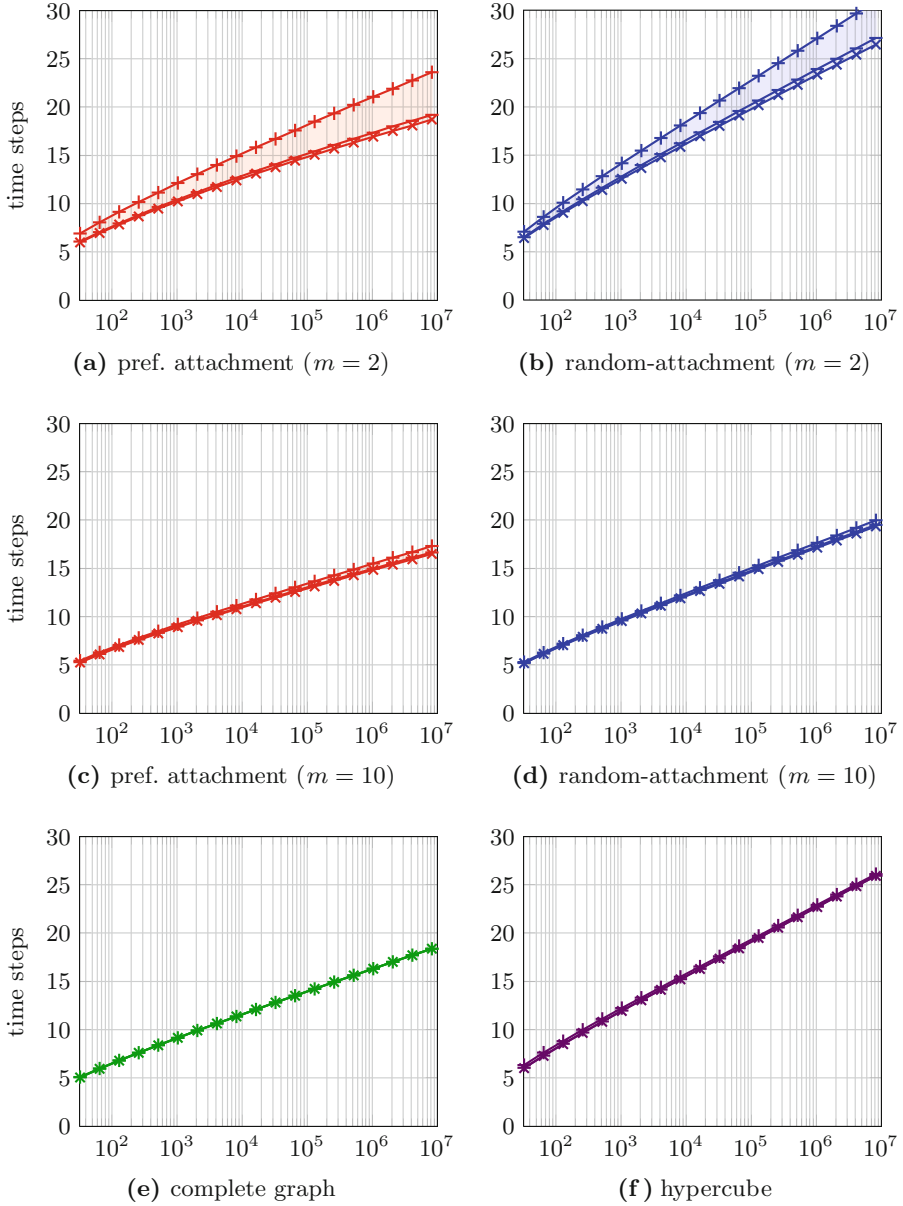 30
25
20
15
10
5
0
time steps
10^2 10^3 10^4 10^5 10^6 10^7
(a) pref. attachment (m = 2)
30
25
20
15
10
5
0
10^2 10^3 10^4 10^5 10^6 10^7
(b) random-attachment (m = 2)
30
25
20
15
10
5
0
time steps
10^2 10^3 10^4 10^5 10^6 10^7
(c) pref. attachment (m = 10)
30
25
20
15
10
5
0
10^2 10^3 10^4 10^5 10^6 10^7
(d) random-attachment (m = 10)
30
25
20
15
10
5
0
time steps
10^2 10^3 10^4 10^5 10^6 10^7
(e) complete graph
30
25
20
15
10
5
0
10^2 10^3 10^4 10^5 10^6 10^7
(f) hypercube